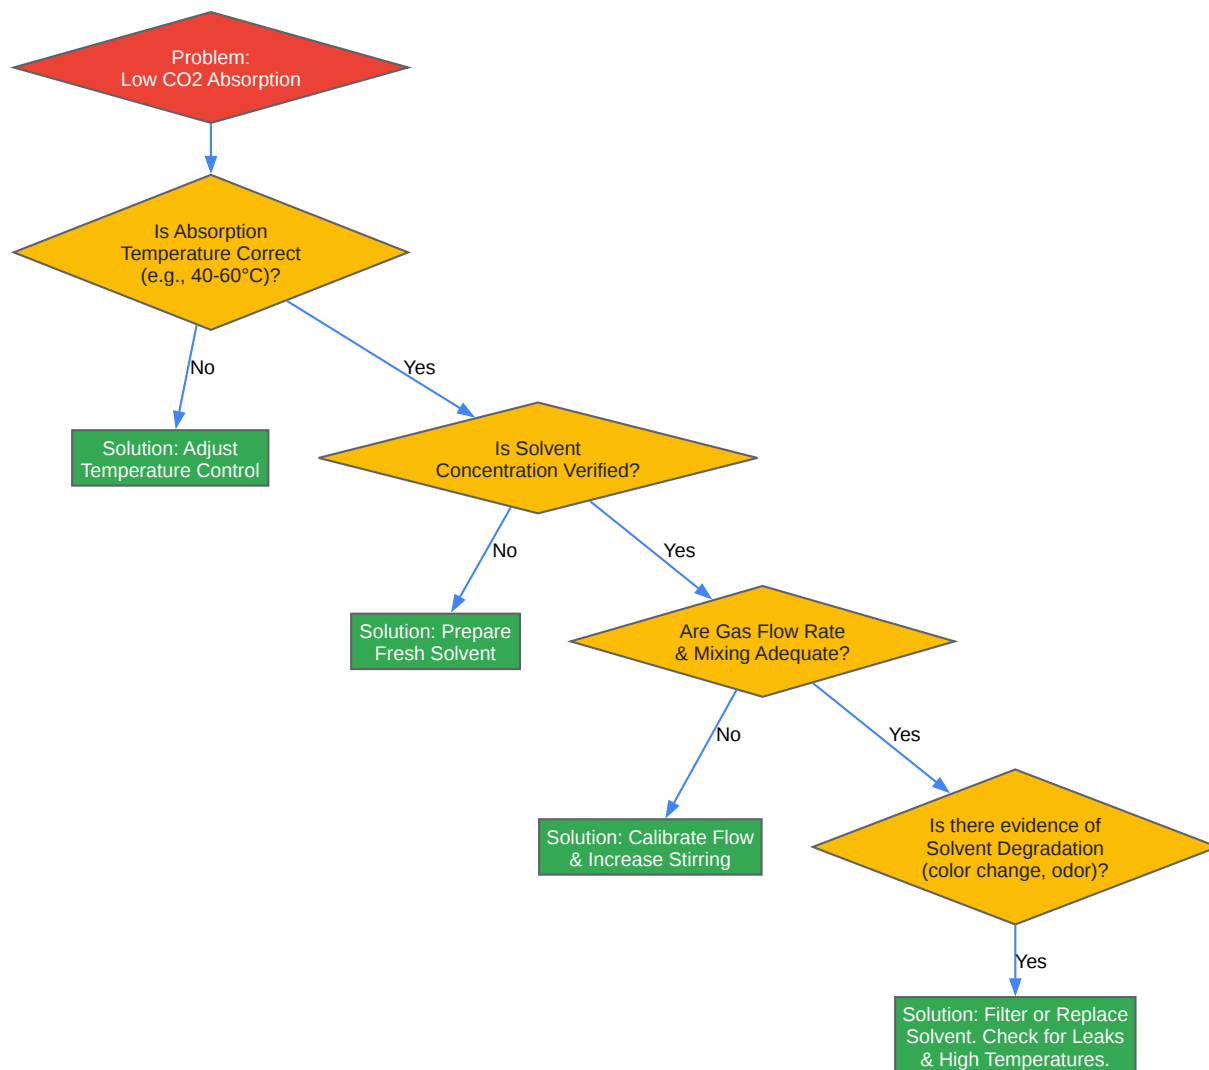 Problem:
Low CO2 Absorption
Is Absorption
Temperature Correct
(e.g., 40-60°C)?
No
Yes
Solution: Adjust
Temperature Control
Is Solvent
Concentration Verified?
No
Yes
Solution: Prepare
Fresh Solvent
Are Gas Flow Rate
& Mixing Adequate?
No
Yes
Solution: Calibrate Flow
& Increase Stirring
Is there evidence of
Solvent Degradation
(color change, odor)?
Yes
Solution: Filter or Replace
Solvent. Check for Leaks
& High Temperatures.